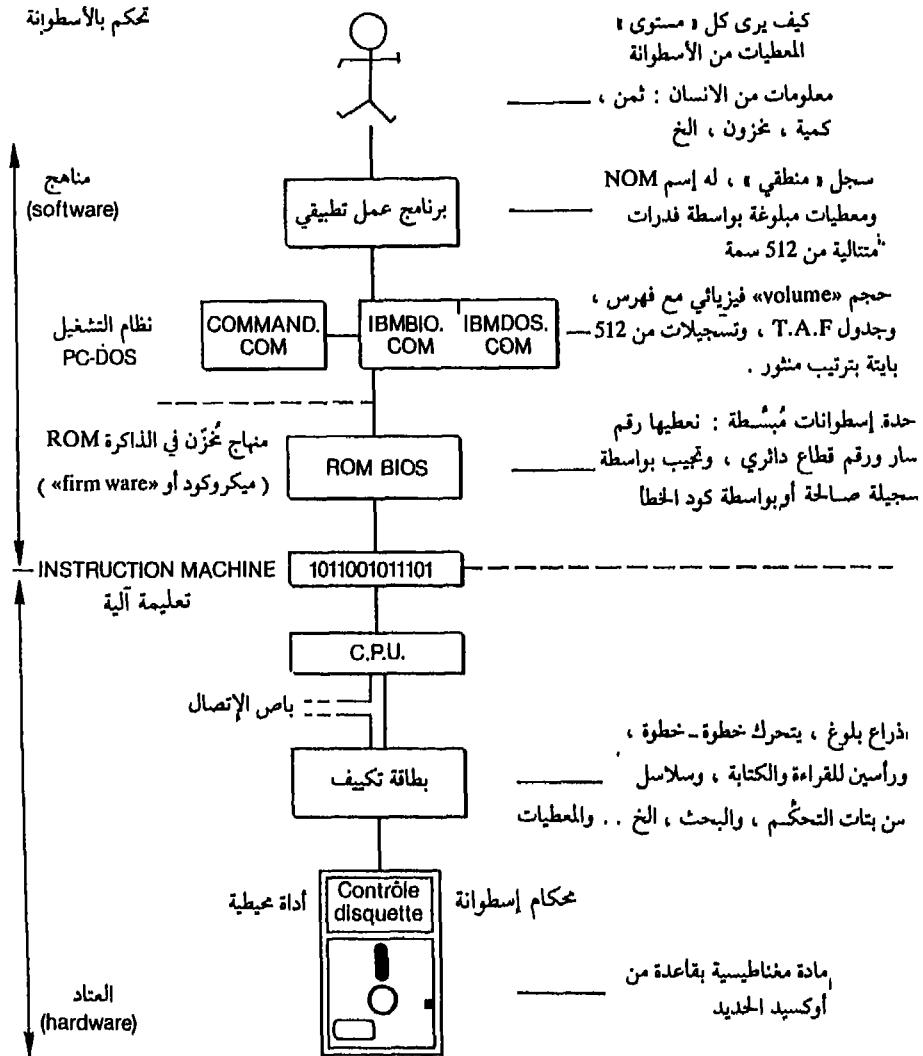 تحكم بالأسطوانة
كيف يرى كل « مستوى »
المعطيات من الأسطوانة
معلومات من الانسان : ثمن ،
كمية ، مخزون ، الخ
مناهج
(software)
برنامج عمل تطبيقي
سجل « منطقي » ، له إسم NOM
ومعطيات مبلوغة بواسطة فدرات
متتالية من 512 سمة
نظام التشغيل
PC-DOS
COMMAND.
COM
IBMBIO.
COM
IBMDOS.
COM
حجم «volume» فيزيائي مع فهرس ،
وجدول T.A.F ، وتسجيلات من 512
بايتة بترتيب منثور .
منهاج مُخزّن في الذاكرة ROM
( ميكروكود أو «firm ware» )
ROM BIOS
حدة إسطوانات مُبسَّطة : نعطيها رقم
سار ورقم قطاع دائري ، وتجيب بواسطة
سجيلة صالحة أو بواسطة كود الخطأ
INSTRUCTION MACHINE
تعليمة آلية
1011001011101
C.P.U.
باص الإتصال
بطاقة تكييف
ذراع بلوغ ، يتحرك خطوة - خطوة ،
ورأسين للقراءة والكتابة ، وسلاسل
من بتات التحكُّم ، والبحث ، الخ .. والمعطيات
أداة محيطية
Contrôle
disquette
محكام إسطوانة
مادة مغناطيسية بقاعدة من
أوكسيد الحديد
العتاد
(hardware)